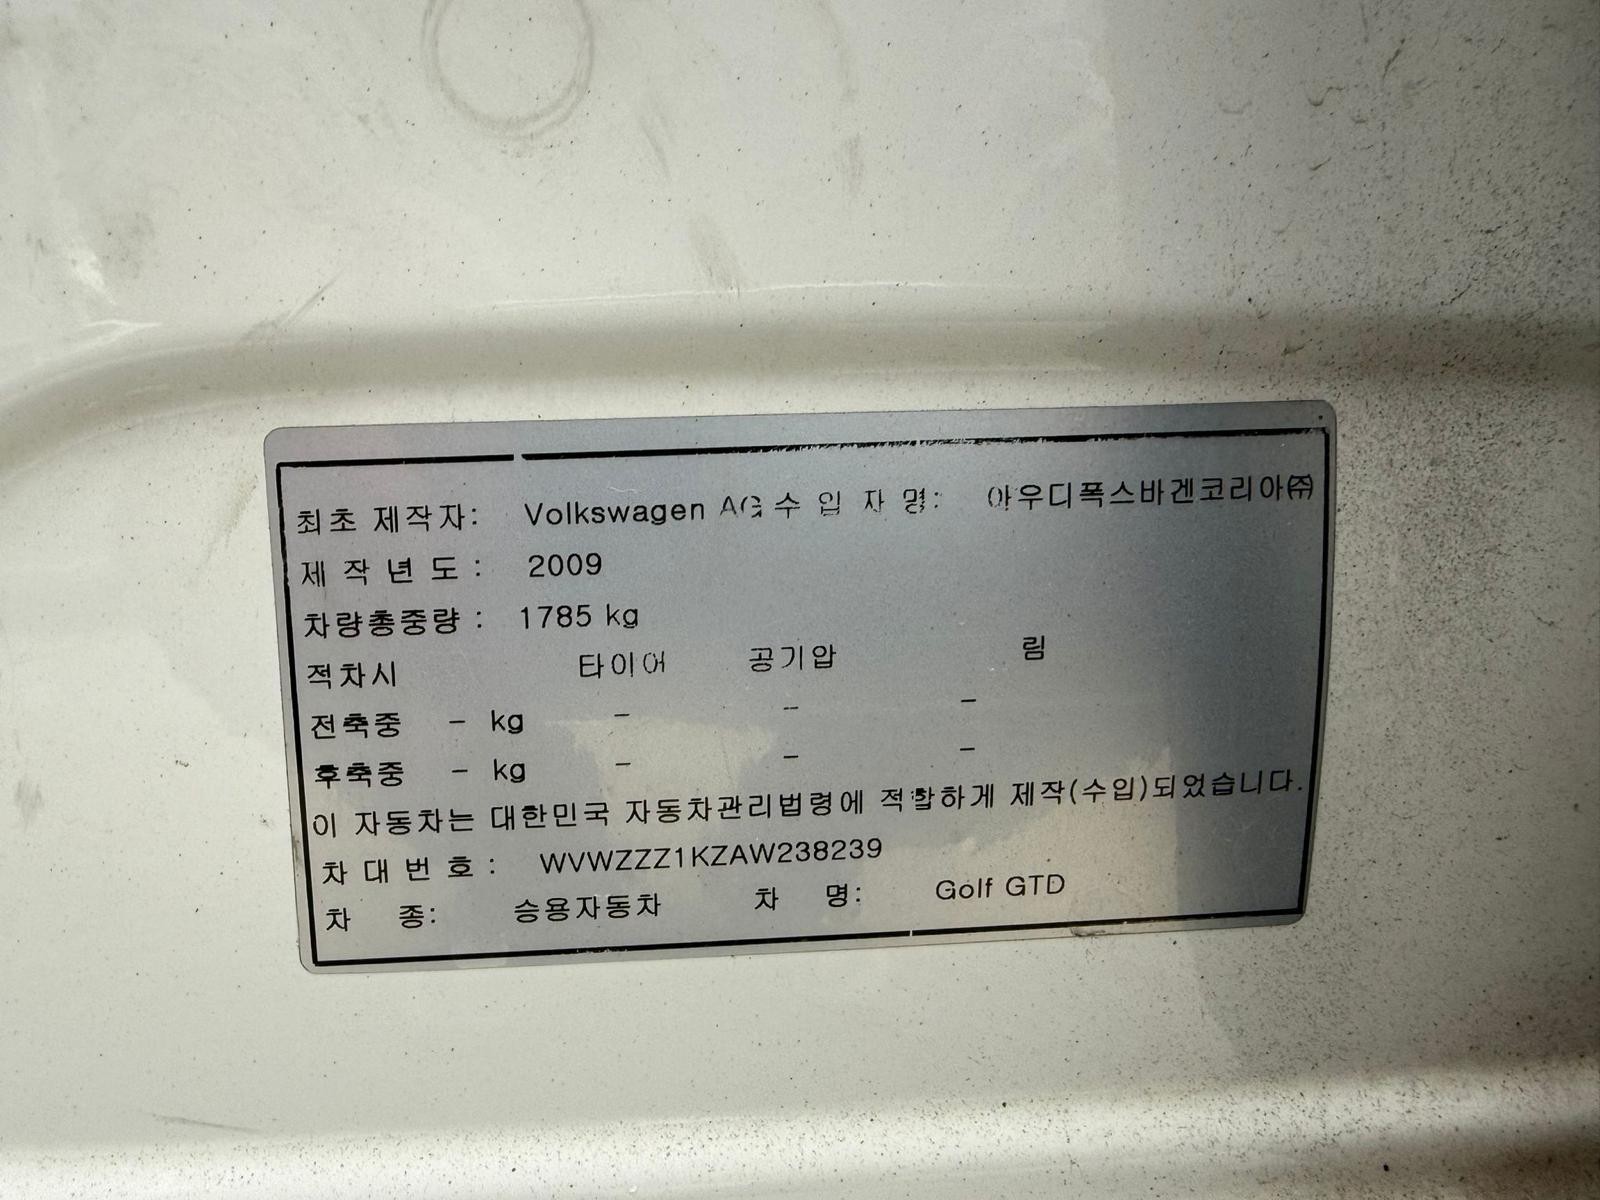 최초 제작자: Volkswagen AG 수 입 자 명: 아우디폭스바겐코리아㈜
제 작 년 도 : 2009
차량총중량 : 1785 kg
적차시 타이어 공기압 림
전축중 - kg - - -
후축중 - kg - - -
이 자동차는 대한민국 자동차관리법령에 적합하게 제작(수입)되었습니다.
차 대 번 호 : WVWZZZ1KZAW238239
차 종: 승용자동차 차 명: Golf GTD